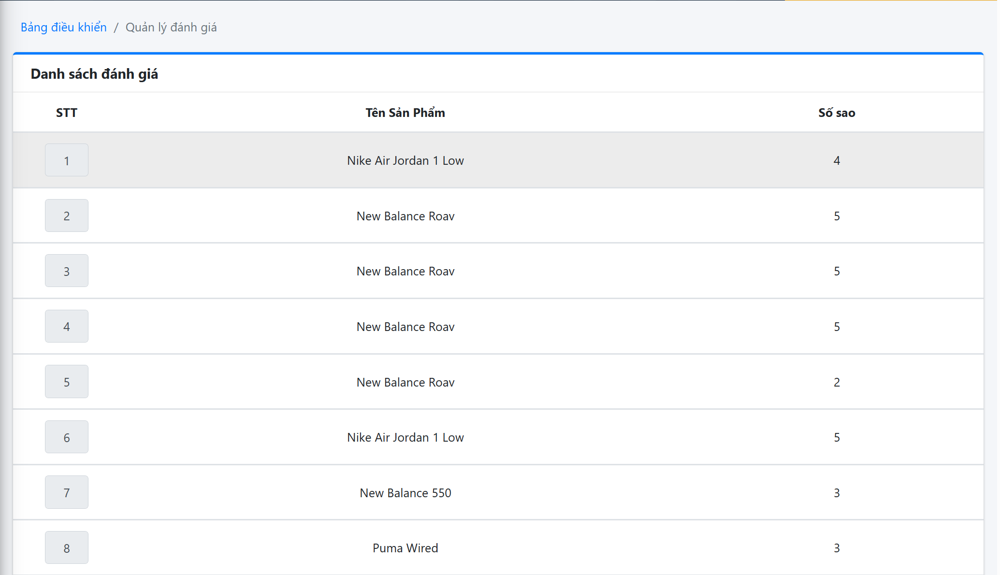 Bảng điều khiển / Quản lý đánh giá
Danh sách đánh giá
STT Tên Sản Phẩm Số sao
1 Nike Air Jordan 1 Low 4
2 New Balance Roav 5
3 New Balance Roav 5
4 New Balance Roav 5
5 New Balance Roav 2
6 Nike Air Jordan 1 Low 5
7 New Balance 550 3
8 Puma Wired 3